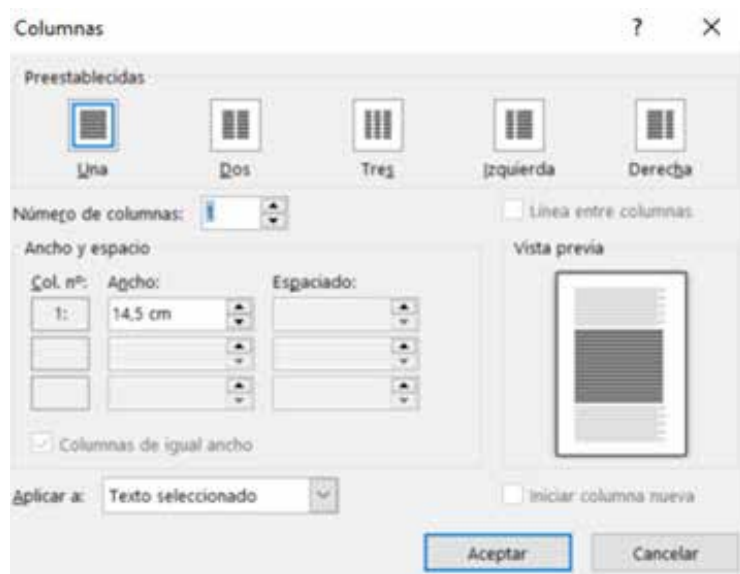 Columnas ? ×
Preestablecidas
Una Dos Tres Izquierda Derecha
Número de columnas: 1 Línea entre columnas
Ancho y espacio Vista previa
Col. nº: Ancho: Espaciado:
1: 14,5 cm
Columnas de igual ancho
Aplicar a: Texto seleccionado Iniciar columna nueva
Aceptar Cancelar